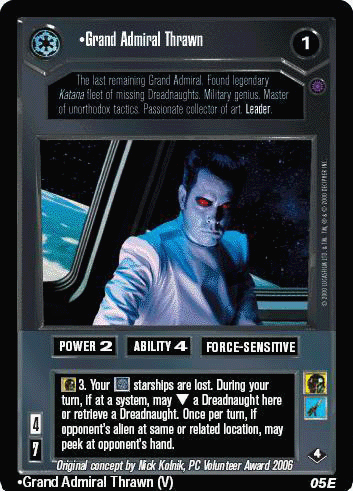 •Grand Admiral Thrawn
1
The last remaining Grand Admiral. Found legendary
Katana fleet of missing Dreadnaughts. Military genius. Master
of unorthodox tactics. Passionate collector of art. Leader.
POWER 2
ABILITY 4
FORCE-SENSITIVE
3. Your starships are lost. During your
turn, if at a system, may ▼ a Dreadnaught here
or retrieve a Dreadnaught. Once per turn, if
opponent's alien at same or related location, may
peek at opponent's hand.
4
7
4
Original concept by Nick Kolnik, PC Volunteer Award 2006
•Grand Admiral Thrawn (V)
05E